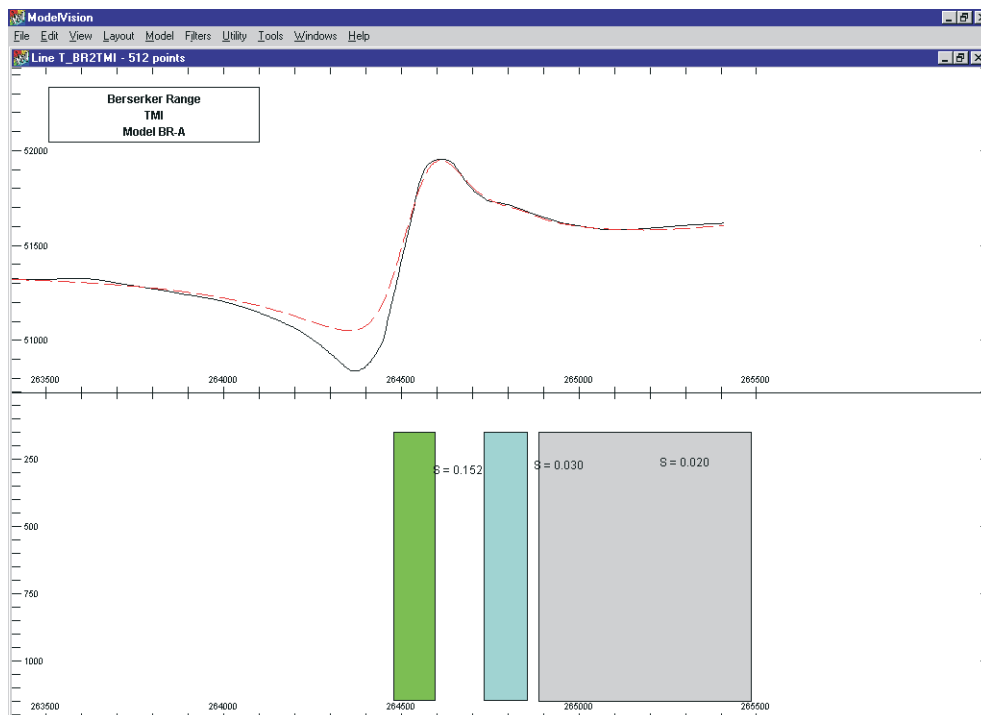 ModelVision
File Edit View Layout Model Filters Utility Tools Windows Help
Line T_BR2TMI - 512 points
Berserker Range
TMI
Model BR-A
52000
51500
51000
263500 264000 264500 265000 265500
250
S = 0.152 S = 0.030 S = 0.020
500
750
1000
263500 264000 264500 265000 265500